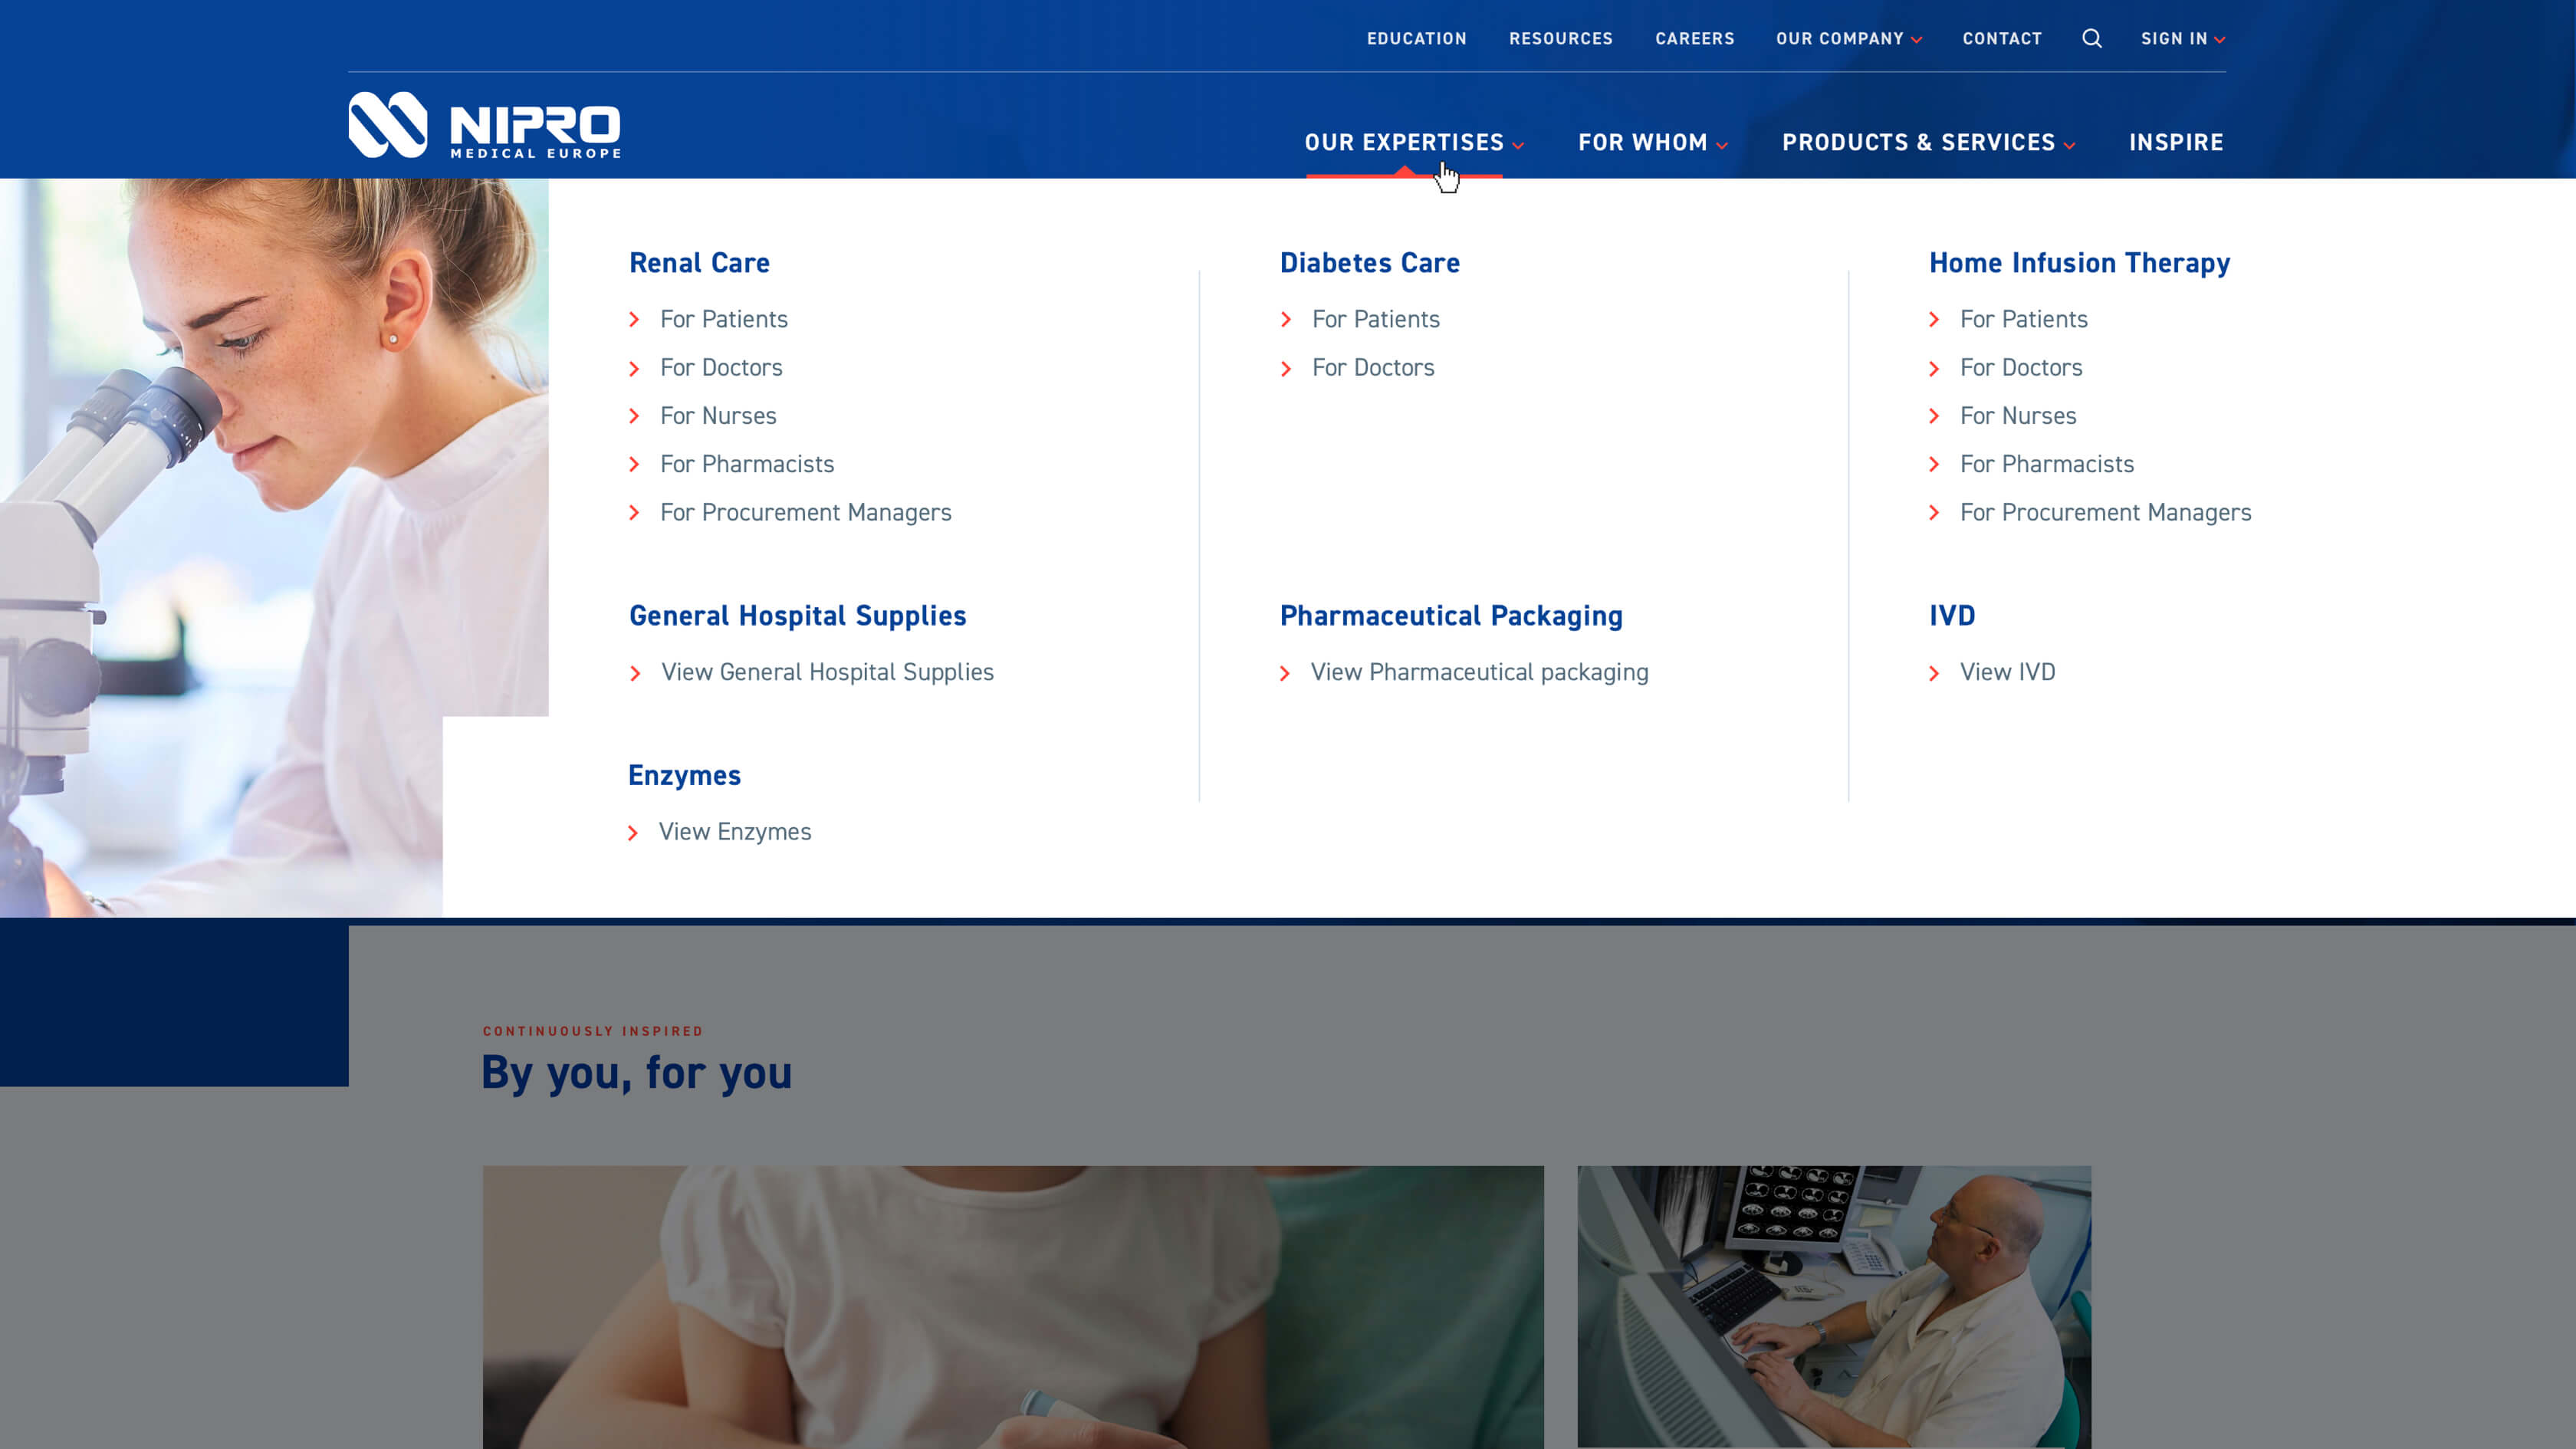 EDUCATION
RESOURCES
CAREERS
OUR COMPANY
CONTACT
SIGN IN
NIPRO
MEDICAL EUROPE
OUR EXPERTISES
FOR WHOM
PRODUCTS & SERVICES
INSPIRE
Renal Care
For Patients
For Doctors
For Nurses
For Pharmacists
For Procurement Managers
Diabetes Care
For Patients
For Doctors
Home Infusion Therapy
For Patients
For Doctors
For Nurses
For Pharmacists
For Procurement Managers
General Hospital Supplies
View General Hospital Supplies
Pharmaceutical Packaging
View Pharmaceutical packaging
IVD
View IVD
Enzymes
View Enzymes
CONTINUOUSLY INSPIRED
By you, for you